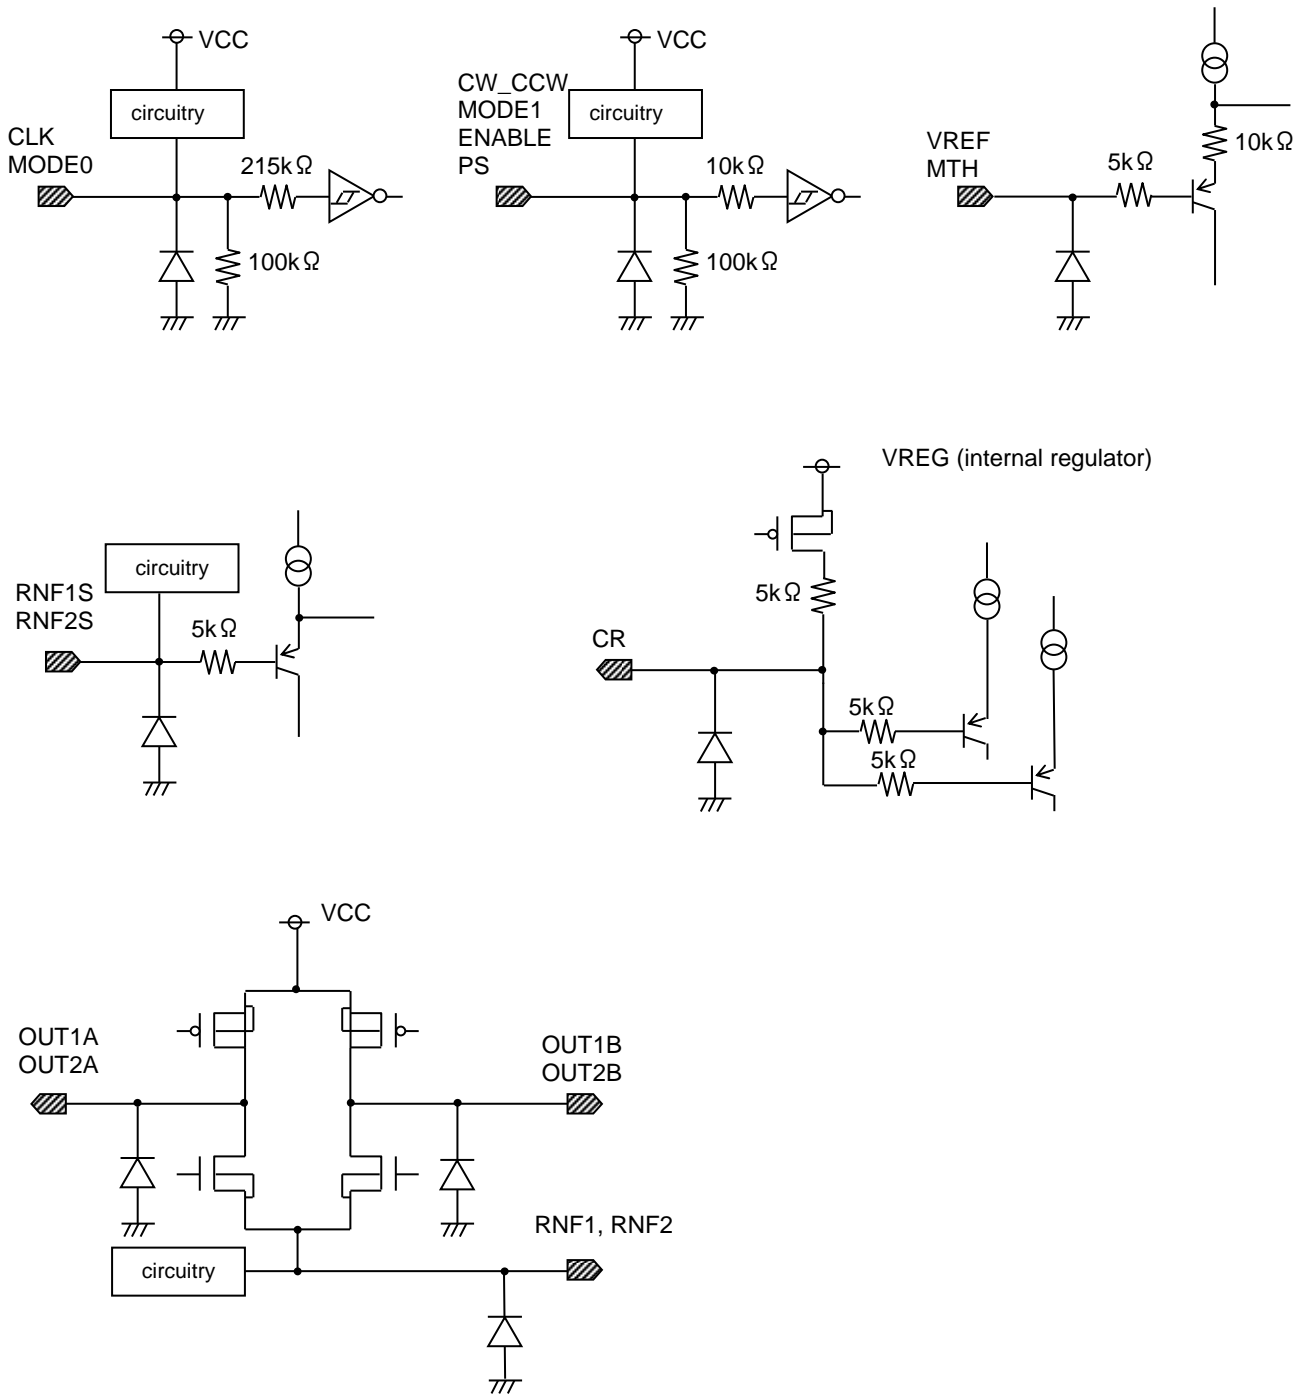 VCC
circuitry
CLK
MODE0
215kΩ
100kΩ
VCC
CW_CCW
MODE1
ENABLE
PS
circuitry
10kΩ
100kΩ
VREF
MTH
5kΩ
10kΩ
circuitry
RNF1S
RNF2S
5kΩ
VREG (internal regulator)
5kΩ
CR
5kΩ
5kΩ
VCC
OUT1A
OUT2A
OUT1B
OUT2B
RNF1, RNF2
circuitry